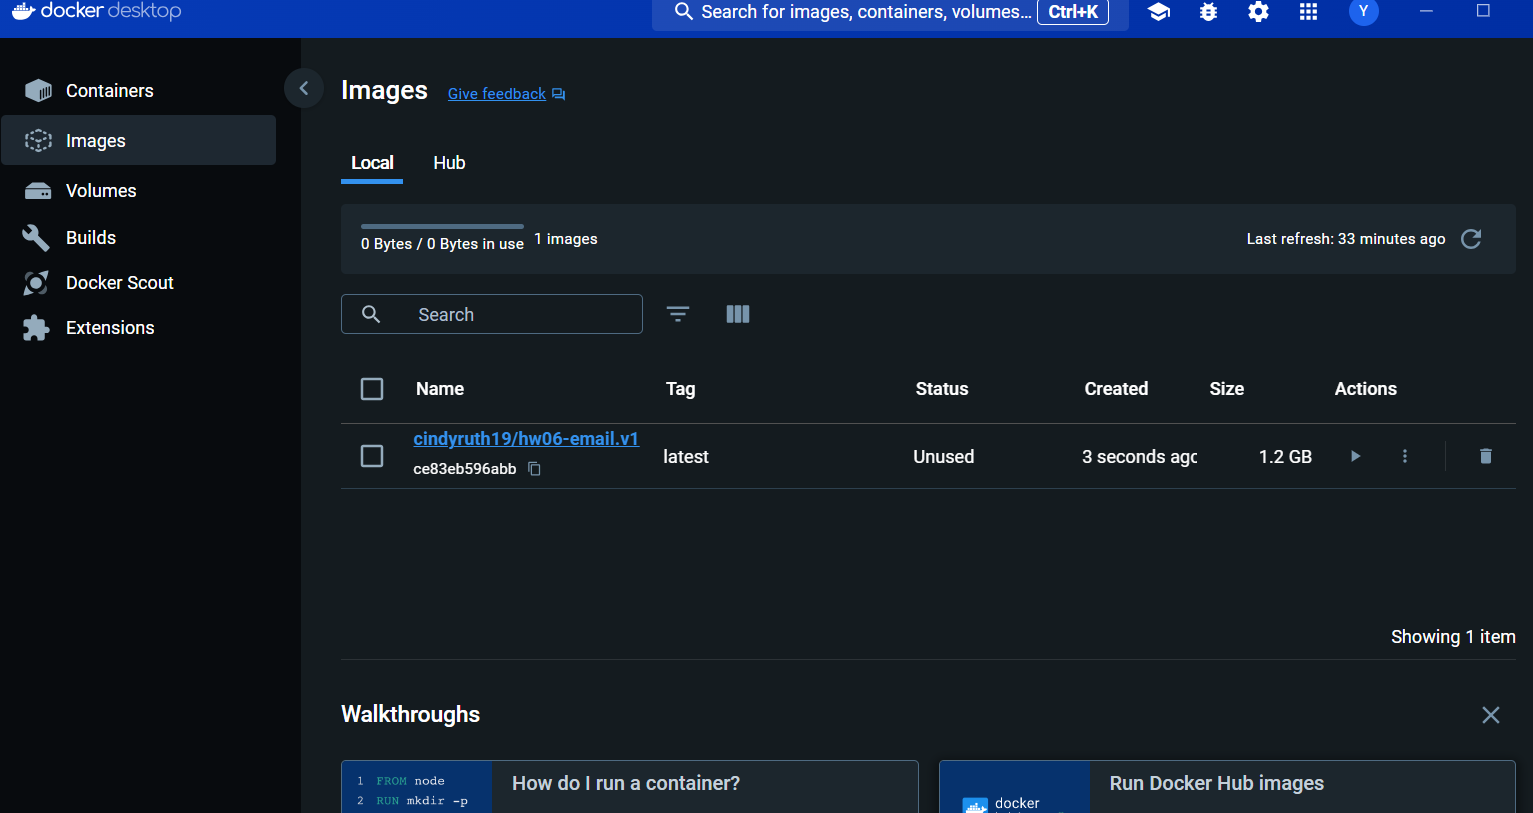 docker desktop
Search for images, containers, volumes... Ctrl+K
Y
Containers
Images
Volumes
Builds
Docker Scout
Extensions
Images Give feedback
Local Hub
0 Bytes / 0 Bytes in use 1 images Last refresh: 33 minutes ago
Search
Name Tag Status Created Size Actions
cindyruth19/hw06-email.v1
ce83eb596abb latest Unused 3 seconds agc 1.2 GB
Showing 1 item
Walkthroughs
1 FROM node
2 RUN mkdir -p
How do I run a container?
docker
Run Docker Hub images